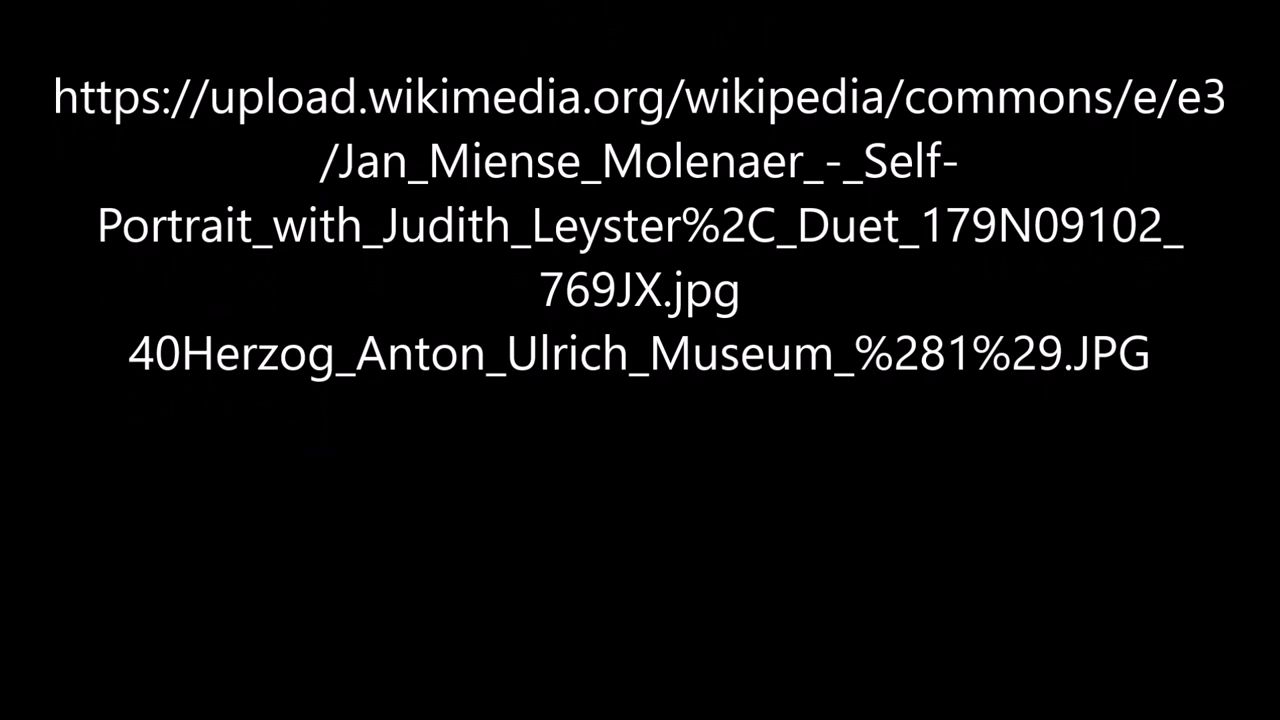 https://upload.wikimedia.org/wikipedia/commons/e/e3
/Jan_Miense_Molenaer_-_Self-
Portrait_with_Judith_Leyster%2C_Duet_179N09102_
769JX.jpg
40Herzog_Anton_Ulrich_Museum_%281%29.JPG